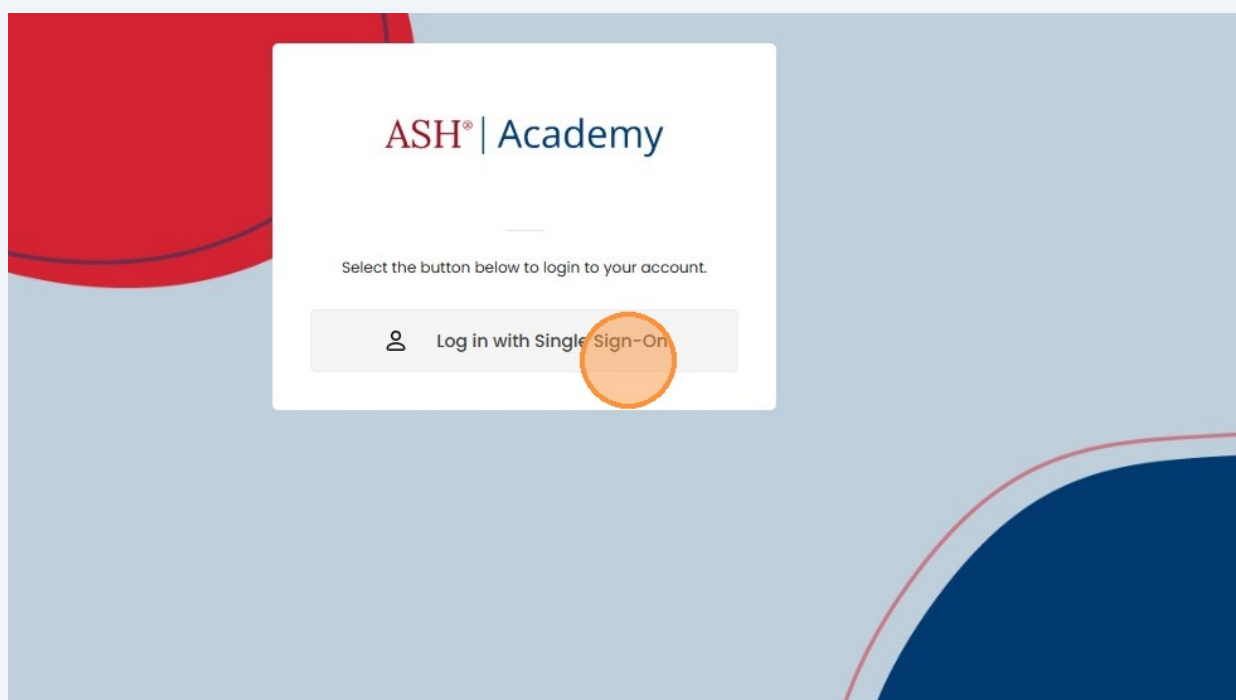 ASH® | Academy
Select the button below to login to your account.
Log in with Single Sign-On